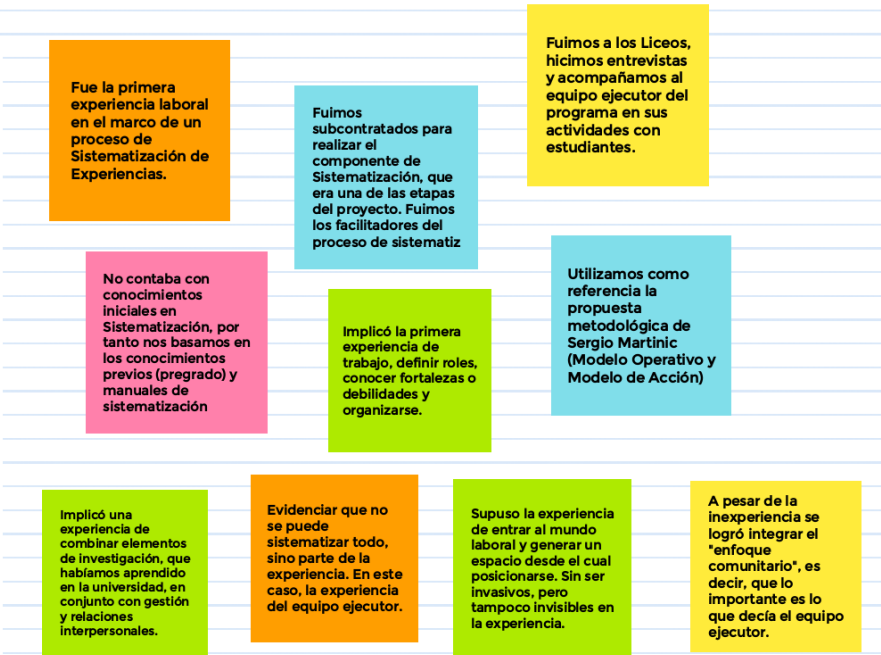 Fue la primera
experiencia laboral
en el marco de un
proceso de
Sistematización de
Experiencias.
Fuimos
subcontratados para
realizar el
componente de
Sistematización, que
era una de las etapas
del proyecto. Fuimos
los facilitadores del
proceso de sistematiz
Fuimos a los Liceos,
hicimos entrevistas
y acompañamos al
equipo ejecutor del
programa en sus
actividades con
estudiantes.
No contaba con
conocimientos
iniciales en
Sistematización, por
tanto nos basamos en
los conocimientos
previos (pregrado) y
manuales de
sistematización
Implicó la primera
experiencia de
trabajo, definir roles,
conocer fortalezas o
debilidades y
organizarse.
Utilizamos como
referencia la
propuesta
metodológica de
Sergio Martinic
(Modelo Operativo y
Modelo de Acción)
Implicó una
experiencia de
combinar elementos
de investigación, que
habíamos aprendido
en la universidad, en
conjunto con gestión
y relaciones
interpersonales.
Evidenciar que no
se puede
sistematizar todo,
sino parte de la
experiencia. En este
caso, la experiencia
del equipo ejecutor.
Supuso la experiencia
de entrar al mundo
laboral y generar un
espacio desde el cual
posicionarse. Sin ser
invasivos, pero
tampoco invisibles en
la experiencia.
A pesar de la
inexperiencia se
logró integrar el
"enfoque
comunitario", es
decir, que lo
importante es lo
que decía el equipo
ejecutor.